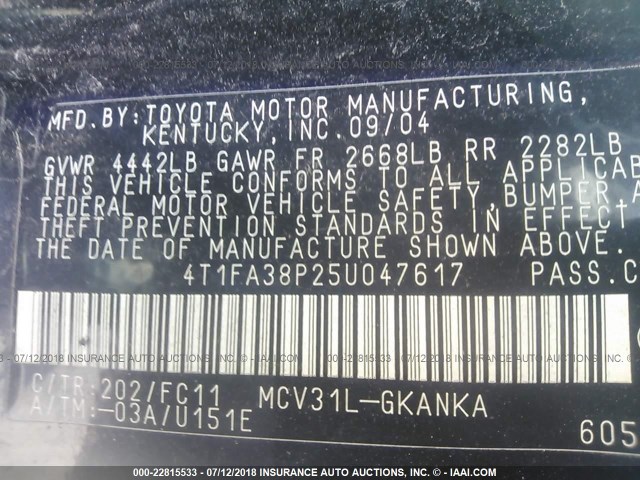 MFD.BY:TOYOTA MOTOR MANUFACTURING,
KENTUCKY,INC.09/04
GVWR 4442LB GAWR FR 2668LB RR 2282LB
THIS VEHICLE CONFORMS TO ALL APPLICAB
FEDERAL MOTOR VEHICLE SAFETY,BUMPER,
THEFT PREVENTION STANDARDS IN EFFECT
THE DATE OF MANUFACTURE SHOWN ABOVE.
4T1FA38P25U047617 PASS.C
C/TR:202/FC11 MCV31L-GKANKA
A/TM:-03A/U151E
605
000-22815533 - 07/12/2018 INSURANCE AUTO AUCTIONS, INC. - © IAAI.COM